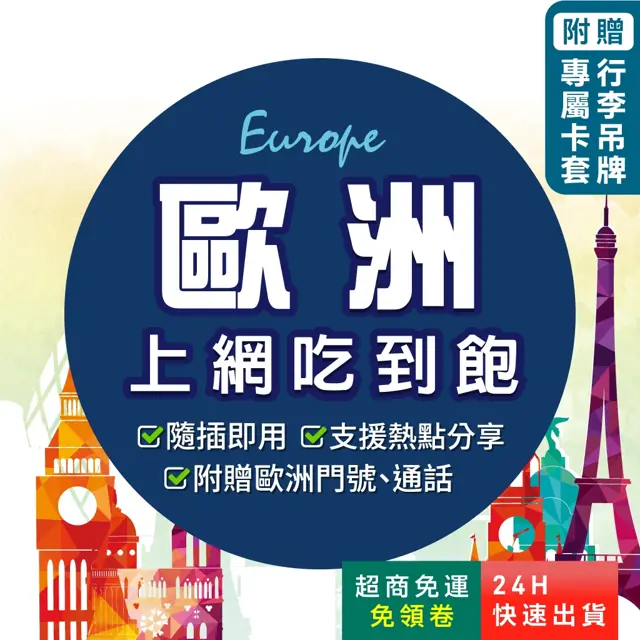 附贈
行李吊牌
專屬卡套
Europe
歐洲
上網吃到飽
隨插即用 支援熱點分享
附贈歐洲門號、通話
超商免運
免領卷
24H
快速出貨